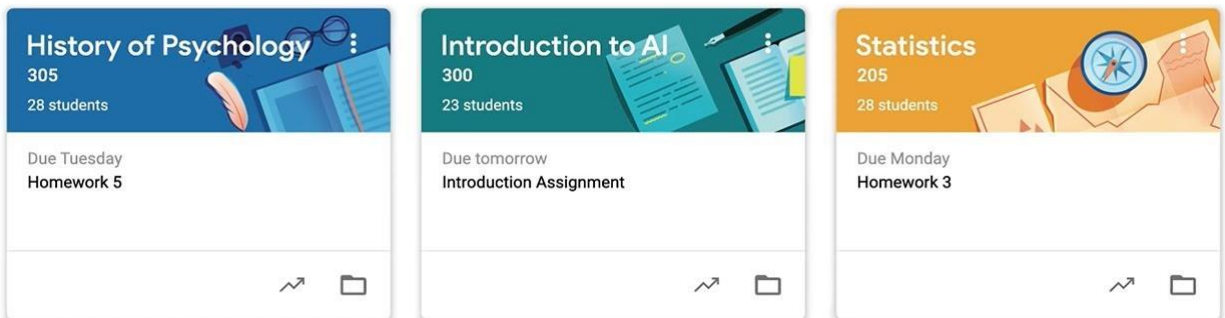 History of Psychology
305
28 students
Due Tuesday
Homework 5
Introduction to AI
300
23 students
Due tomorrow
Introduction Assignment
Statistics
205
28 students
Due Monday
Homework 3